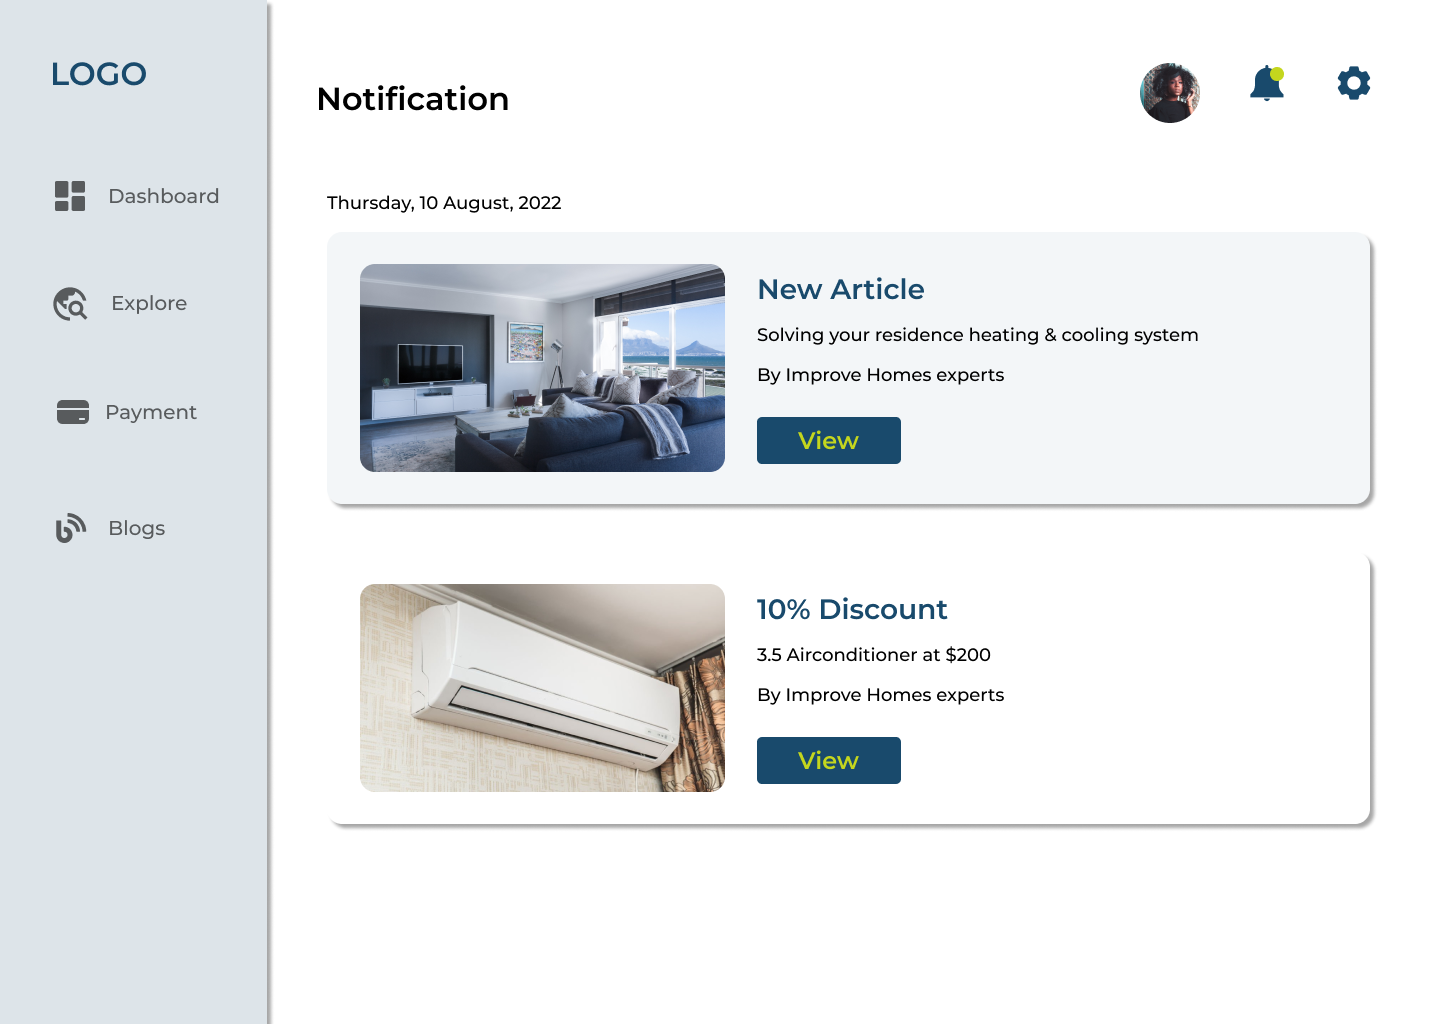 LOGO
Notification
Dashboard
Explore
Payment
Blogs
Thursday, 10 August, 2022
New Article
Solving your residence heating & cooling system
By Improve Homes experts
View
10% Discount
3.5 Airconditioner at $200
By Improve Homes experts
View